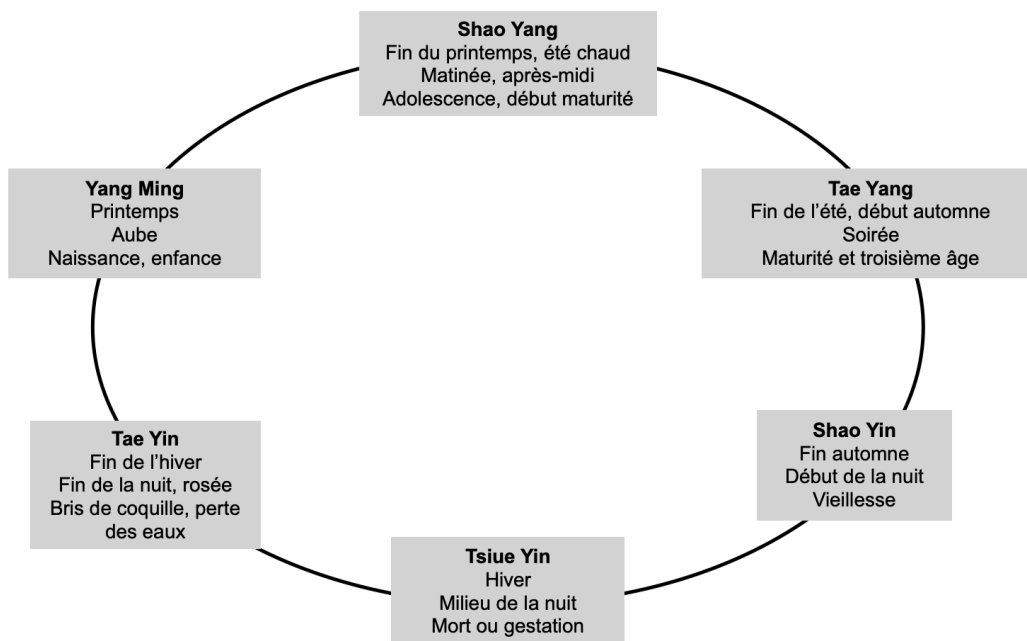 Shao Yang
Fin du printemps, été chaud
Matinée, après-midi
Adolescence, début maturité
Yang Ming
Printemps
Aube
Naissance, enfance
Tae Yang
Fin de l’été, début automne
Soirée
Maturité et troisième âge
Tae Yin
Fin de l’hiver
Fin de la nuit, rosée
Bris de coquille, perte
des eaux
Shao Yin
Fin automne
Début de la nuit
Vieillesse
Tsiue Yin
Hiver
Milieu de la nuit
Mort ou gestation